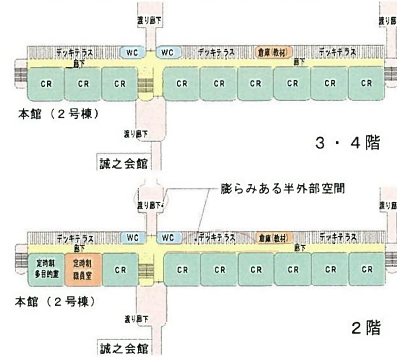 渡り廊下
デッキテラス WC WC デッキテラス 倉庫(教材) デッキテラス
廊下 廊下
CR CR CR CR CR CR CR CR CR
本館(2号棟)
渡り廊下
3・4階
誠之会館
膨らみある半外部空間
渡り廊下
デッキテラス WC WC デッキテラス 倉庫(教材) デッキテラス
廊下 廊下
定時制多目的室 定時制職員室 CR CR CR CR CR CR CR
本館(2号棟)
渡り廊下
2階
誠之会館